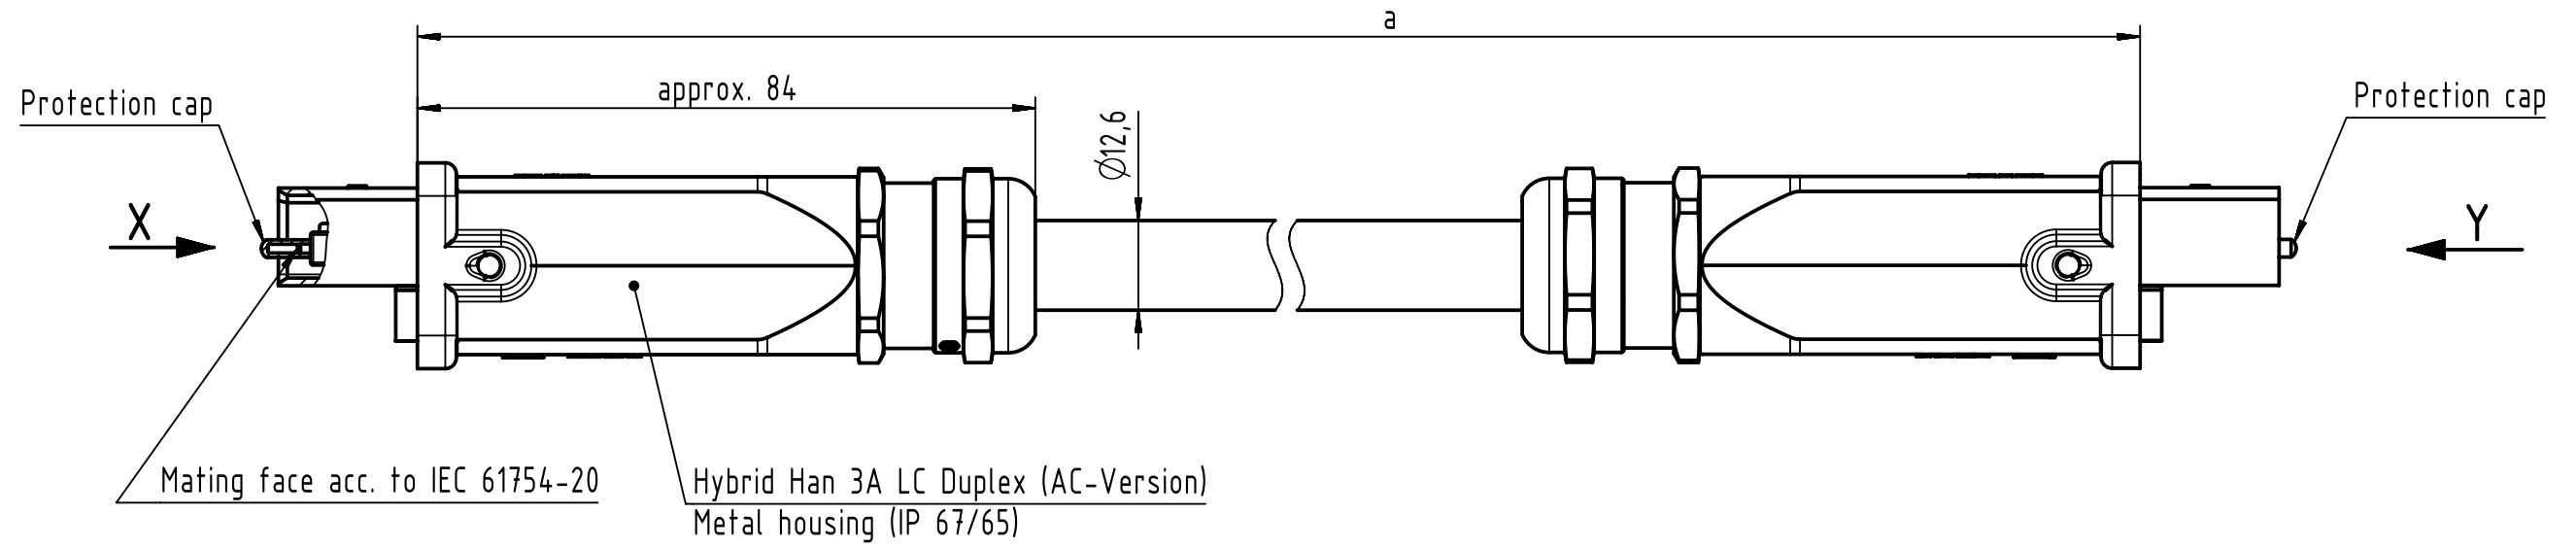 a
approx. 84
Protection cap
Ø12,6
Protection cap
X
Y
Mating face acc. to IEC 61754-20
Hybrid Han 3A LC Duplex (AC-Version)
Metal housing (IP 67/65)